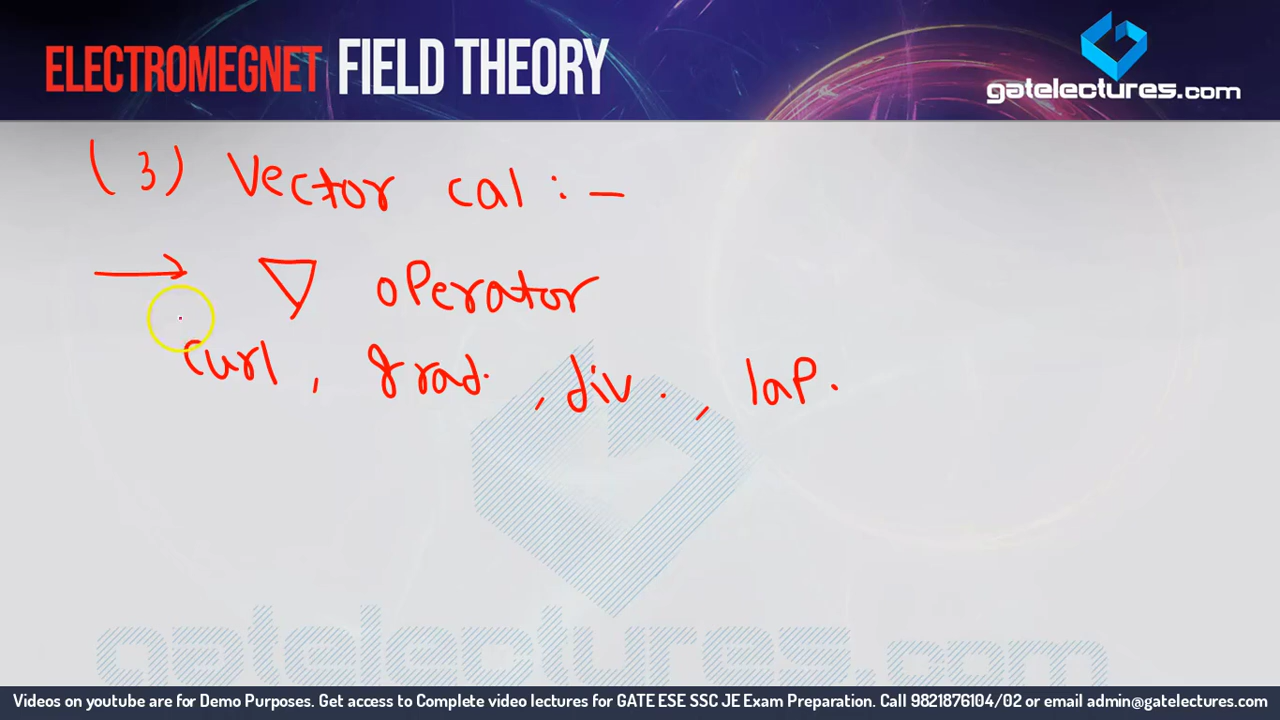 ELECTROMEGNET FIELD THEORY
gatelectures.com
(3) Vector cal :-
→ ∇ operator
curl, grad., div., lap.
gatelectures.com
Videos on youtube are for Demo Purposes. Get access to Complete video lectures for GATE ESE SSC JE Exam Preparation. Call 9821876104/02 or email admin@gatelectures.com